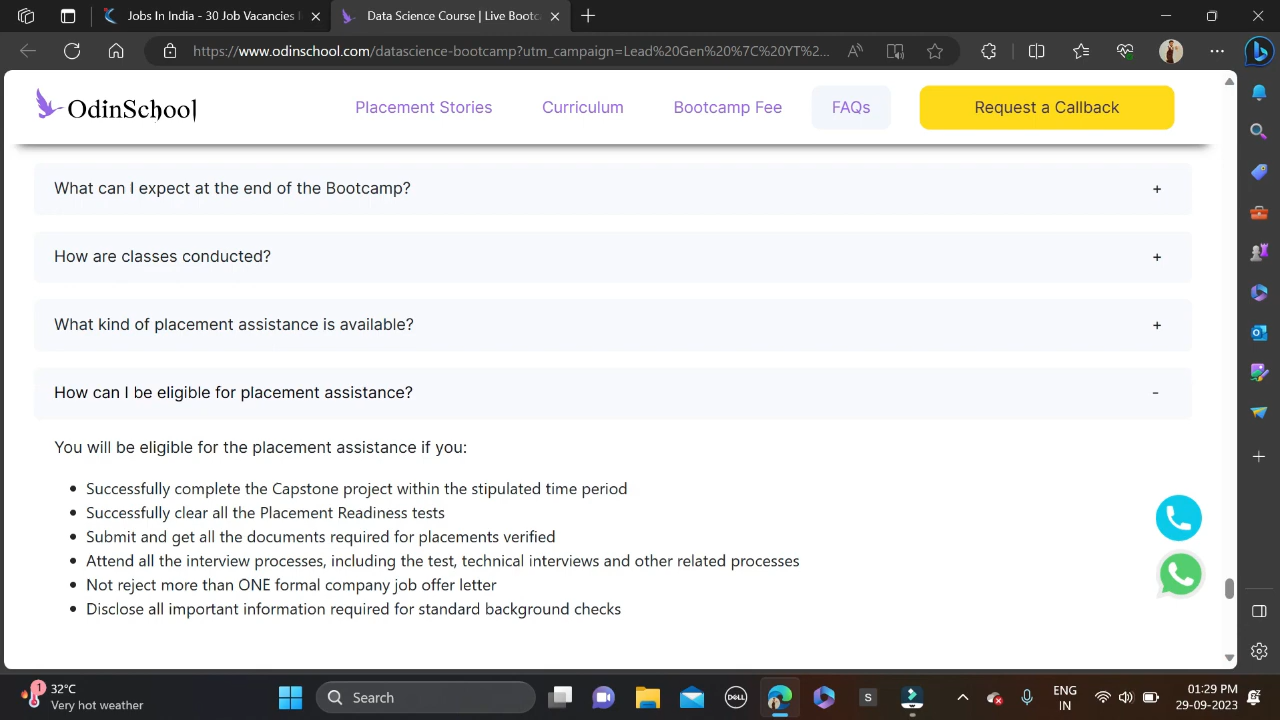 Jobs In India - 30 Job Vacancies I
Data Science Course | Live Bootc
https://www.odinschool.com/datascience-bootcamp?utm_campaign=Lead%20Gen%20%7C%20YT%2...
OdinSchool
Placement Stories
Curriculum
Bootcamp Fee
FAQs
Request a Callback
What can I expect at the end of the Bootcamp?
+
How are classes conducted?
+
What kind of placement assistance is available?
+
How can I be eligible for placement assistance?
-
You will be eligible for the placement assistance if you:
• Successfully complete the Capstone project within the stipulated time period
• Successfully clear all the Placement Readiness tests
• Submit and get all the documents required for placements verified
• Attend all the interview processes, including the test, technical interviews and other related processes
• Not reject more than ONE formal company job offer letter
• Disclose all important information required for standard background checks
1
32°C
Very hot weather
Search
DELL
S
ENG
IN
01:29 PM
29-09-2023